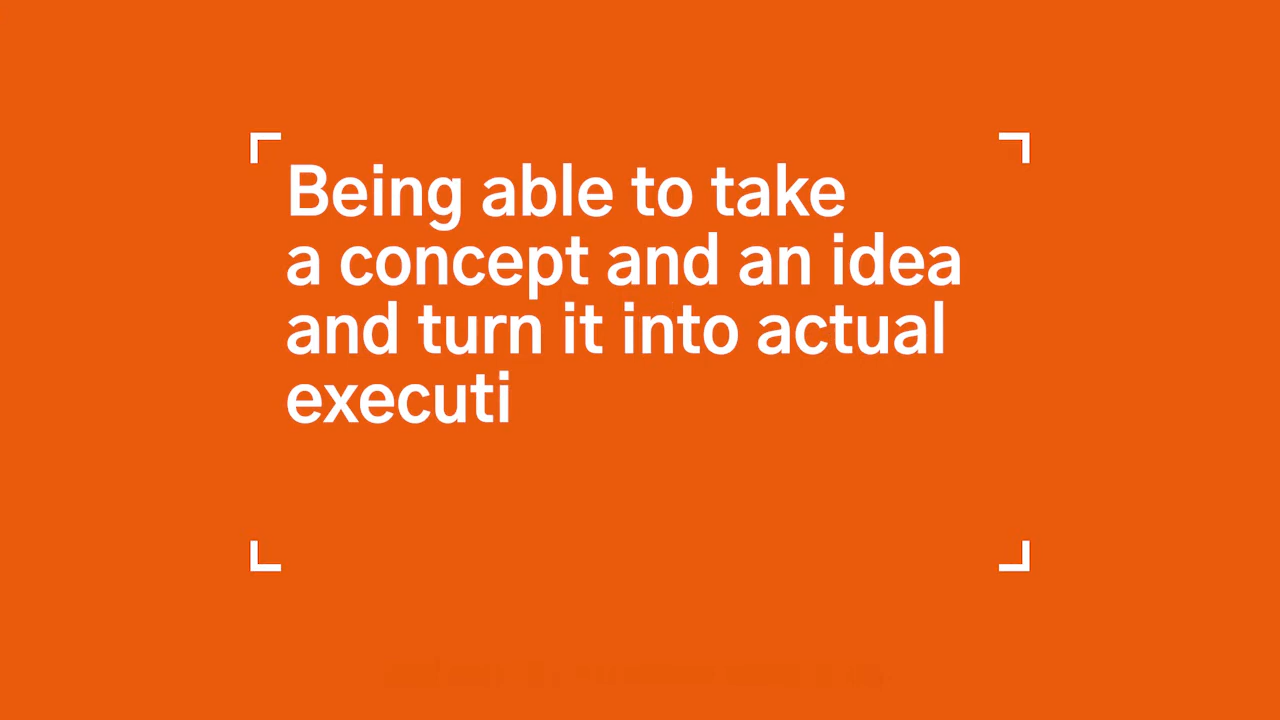 Being able to take
a concept and an idea
and turn it into actual
executi